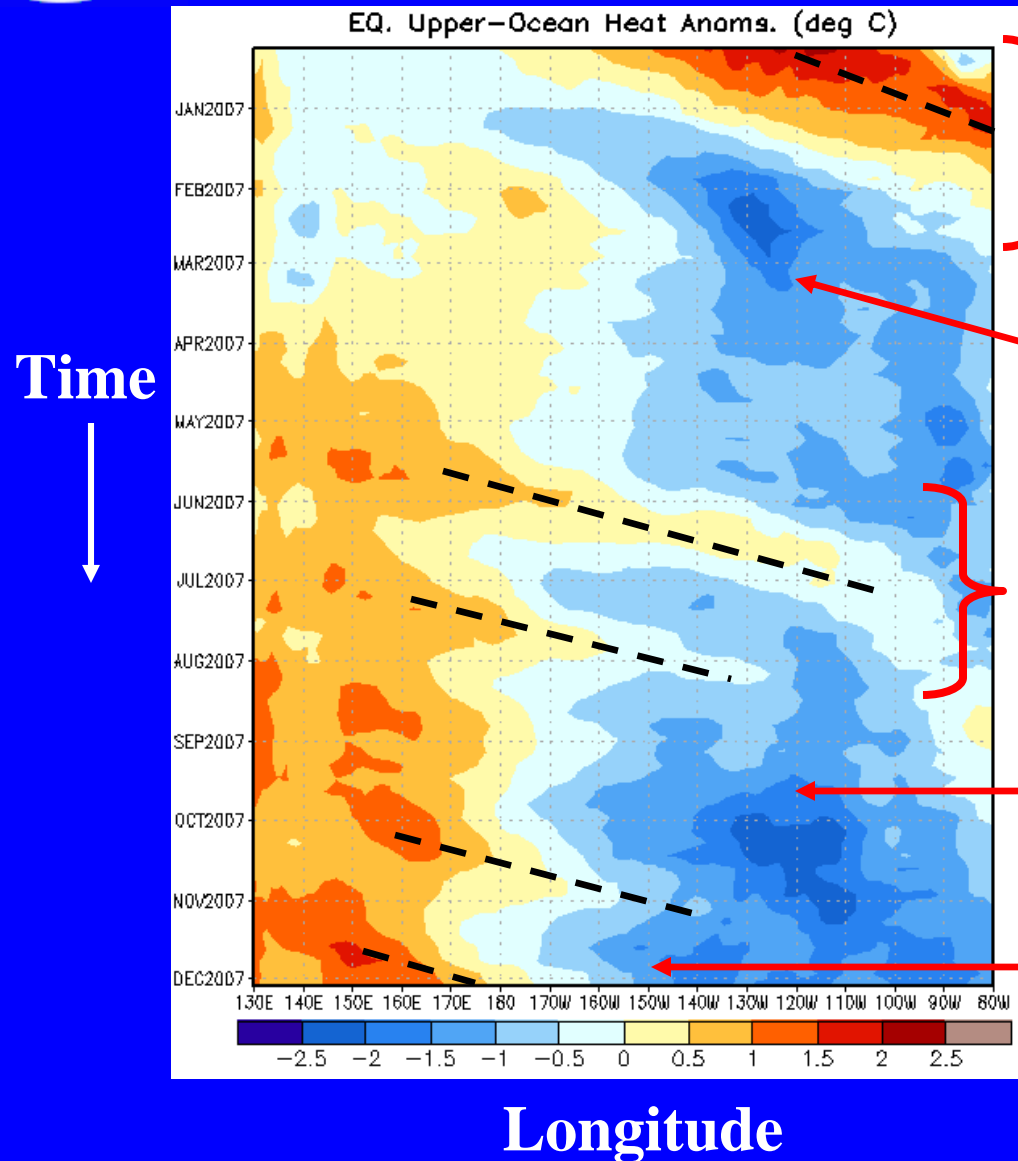 EQ. Upper-Ocean Heat Anoms. (deg C)
Time
JAN2007
FEB2007
MAR2007
APR2007
MAY2007
JUN2007
JUL2007
AUG2007
SEP2007
OCT2007
NOV2007
DEC2007
130E 140E 150E 160E 170E 180 170W 160W 150W 140W 130W 120W 110W 100W 90W 80W
-2.5 -2 -1.5 -1 -0.5 0 0.5 1 1.5 2 2.5
Longitude